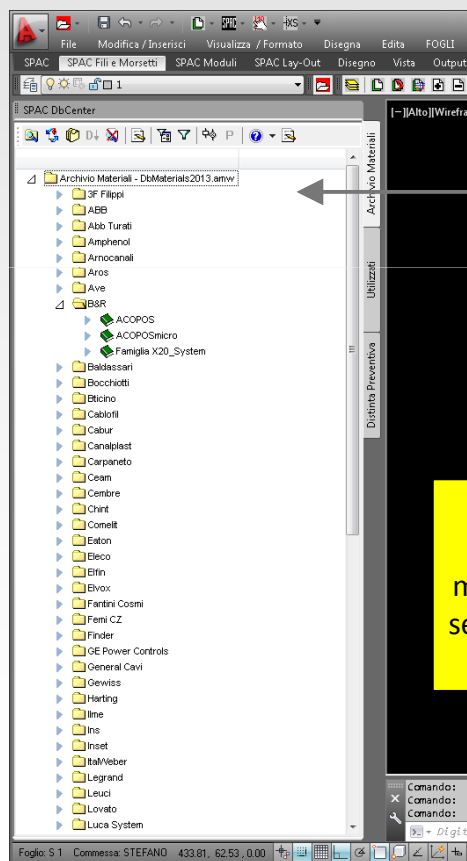 SPAC HXS
File Modifica / Inserisci Visualizza / Formato Disegna Edita FOGLI
SPAC SPAC Fili e Morsetti SPAC Moduli SPAC Lay-Out Disegno Vista Output
1
SPAC DbCenter
[−][Alto][Wirefra
Archivio Materiali - DbMaterials2013.amw
3F Filippi
ABB
Abb Turati
Amphenol
Arnocanali
Aros
Ave
B&R
ACOPOS
ACOPOSmicro
Famiglia X20_System
Baldassari
Bocchiotti
Bticino
Cablofil
Cabur
Canalplast
Carpaneto
Ceam
Cembre
Chint
Comelit
Eaton
Eleco
Elfin
Elvox
Fantini Cosmi
Femi CZ
Finder
GE Power Controls
General Cavi
Gewiss
Harting
Ilme
Ins
Inset
ItalWeber
Legrand
Leuci
Lovato
Luca System
Archivio Materiali
Utilizzati
Distinta Preventiva
m
se
Comando:
Comando:
Comando:
Digit
Foglio: S 1 Commessa: STEFANO 433.81, 62.53, 0.00